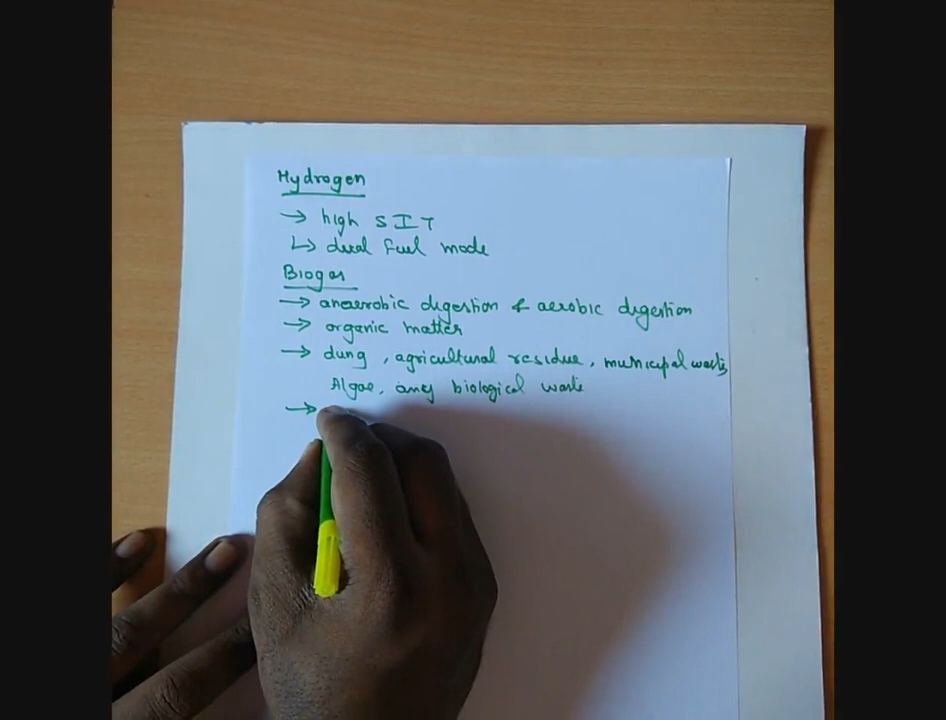 Hydrogen
→ high SIT
↳ dual fuel mode
Biogas
→ anaerobic digestion & aerobic digestion
→ organic matter
→ dung, agricultural residue, municipal waste,
Algae, any biological waste
→